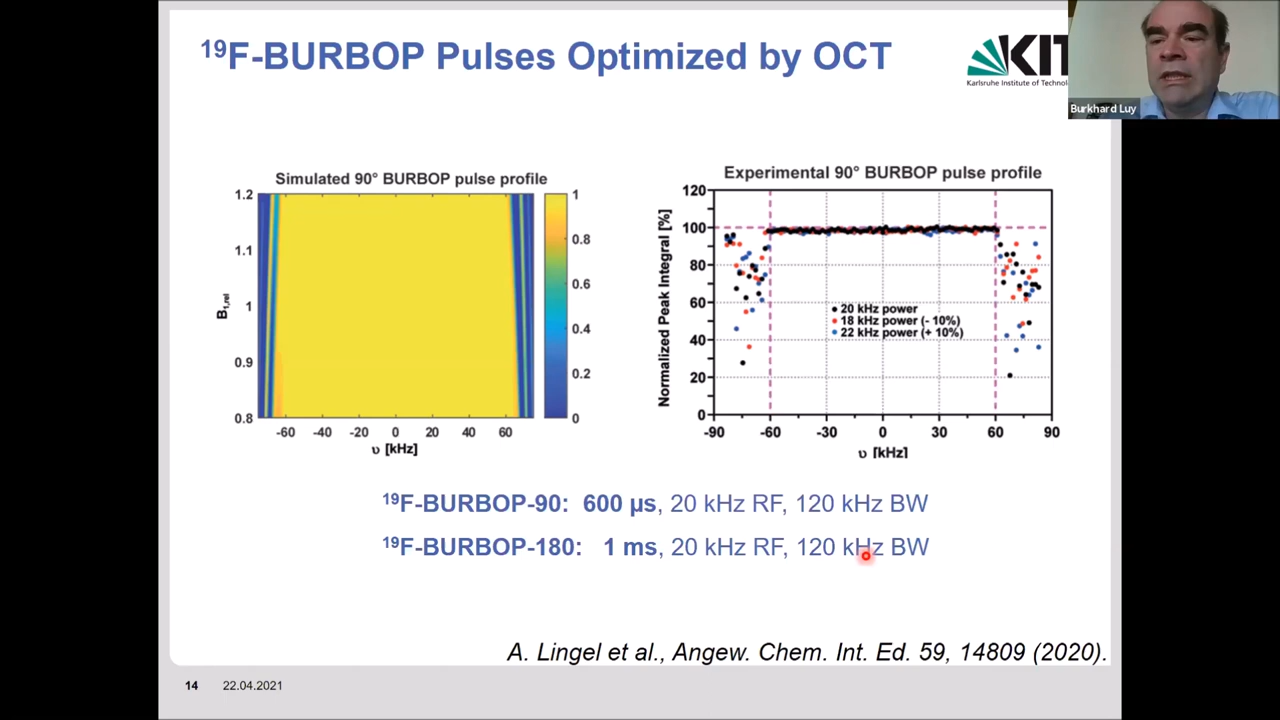 ¹⁹F-BURBOP Pulses Optimized by OCT
KIT
Karlsruhe Institute of Technol
Burkhard Luy
Simulated 90° BURBOP pulse profile
1.2
1.1
1
0.9
0.8
B1,rel
-60 -40 -20 0 20 40 60
υ [kHz]
1
0.8
0.6
0.4
0.2
0
Experimental 90° BURBOP pulse profile
Normalized Peak Integral [%]
120
100
80
60
40
20
0
20 kHz power
18 kHz power (- 10%)
22 kHz power (+ 10%)
-90 -60 -30 0 30 60 90
υ [kHz]
¹⁹F-BURBOP-90: 600 µs, 20 kHz RF, 120 kHz BW
¹⁹F-BURBOP-180: 1 ms, 20 kHz RF, 120 kHz BW
A. Lingel et al., Angew. Chem. Int. Ed. 59, 14809 (2020).
14 22.04.2021